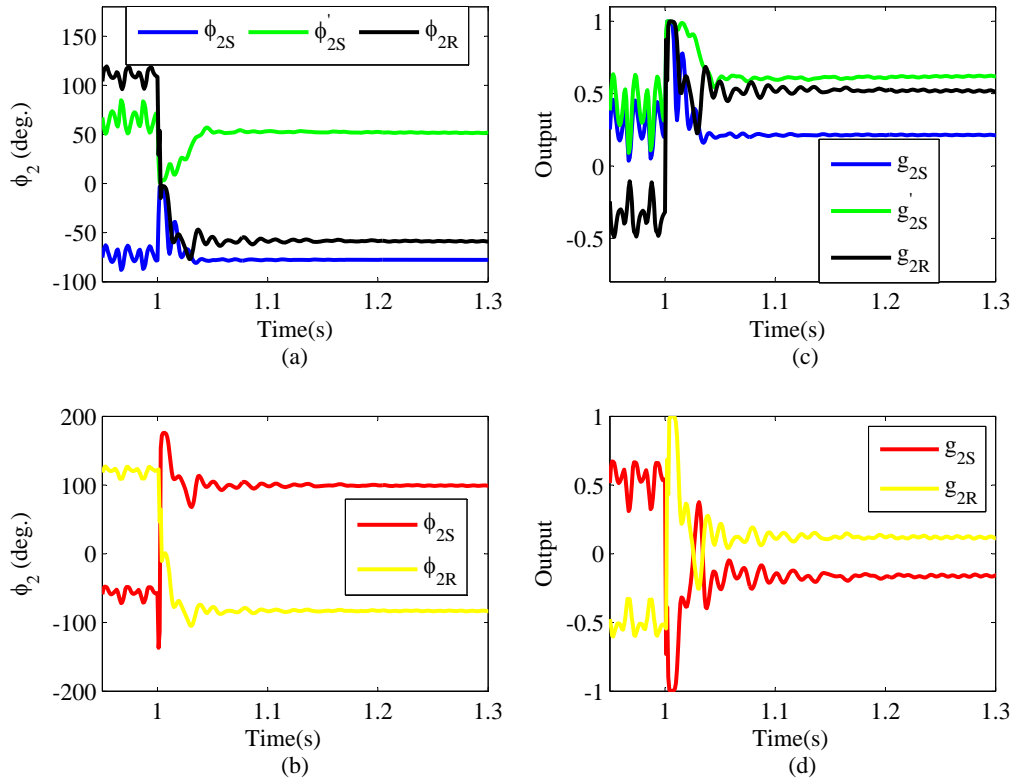 ϕ2S ϕ'2S ϕ2R
150
100
50
0
-50
-100
ϕ2 (deg.)
1 1.1 1.2 1.3
Time(s)
(a)
1
0.5
0
-0.5
Output
g2S
g'2S
g2R
1 1.1 1.2 1.3
Time(s)
(c)
200
100
0
-100
-200
ϕ2 (deg.)
ϕ2S
ϕ2R
1 1.1 1.2 1.3
Time(s)
(b)
1
0.5
0
-0.5
-1
Output
g2S
g2R
1 1.1 1.2 1.3
Time(s)
(d)